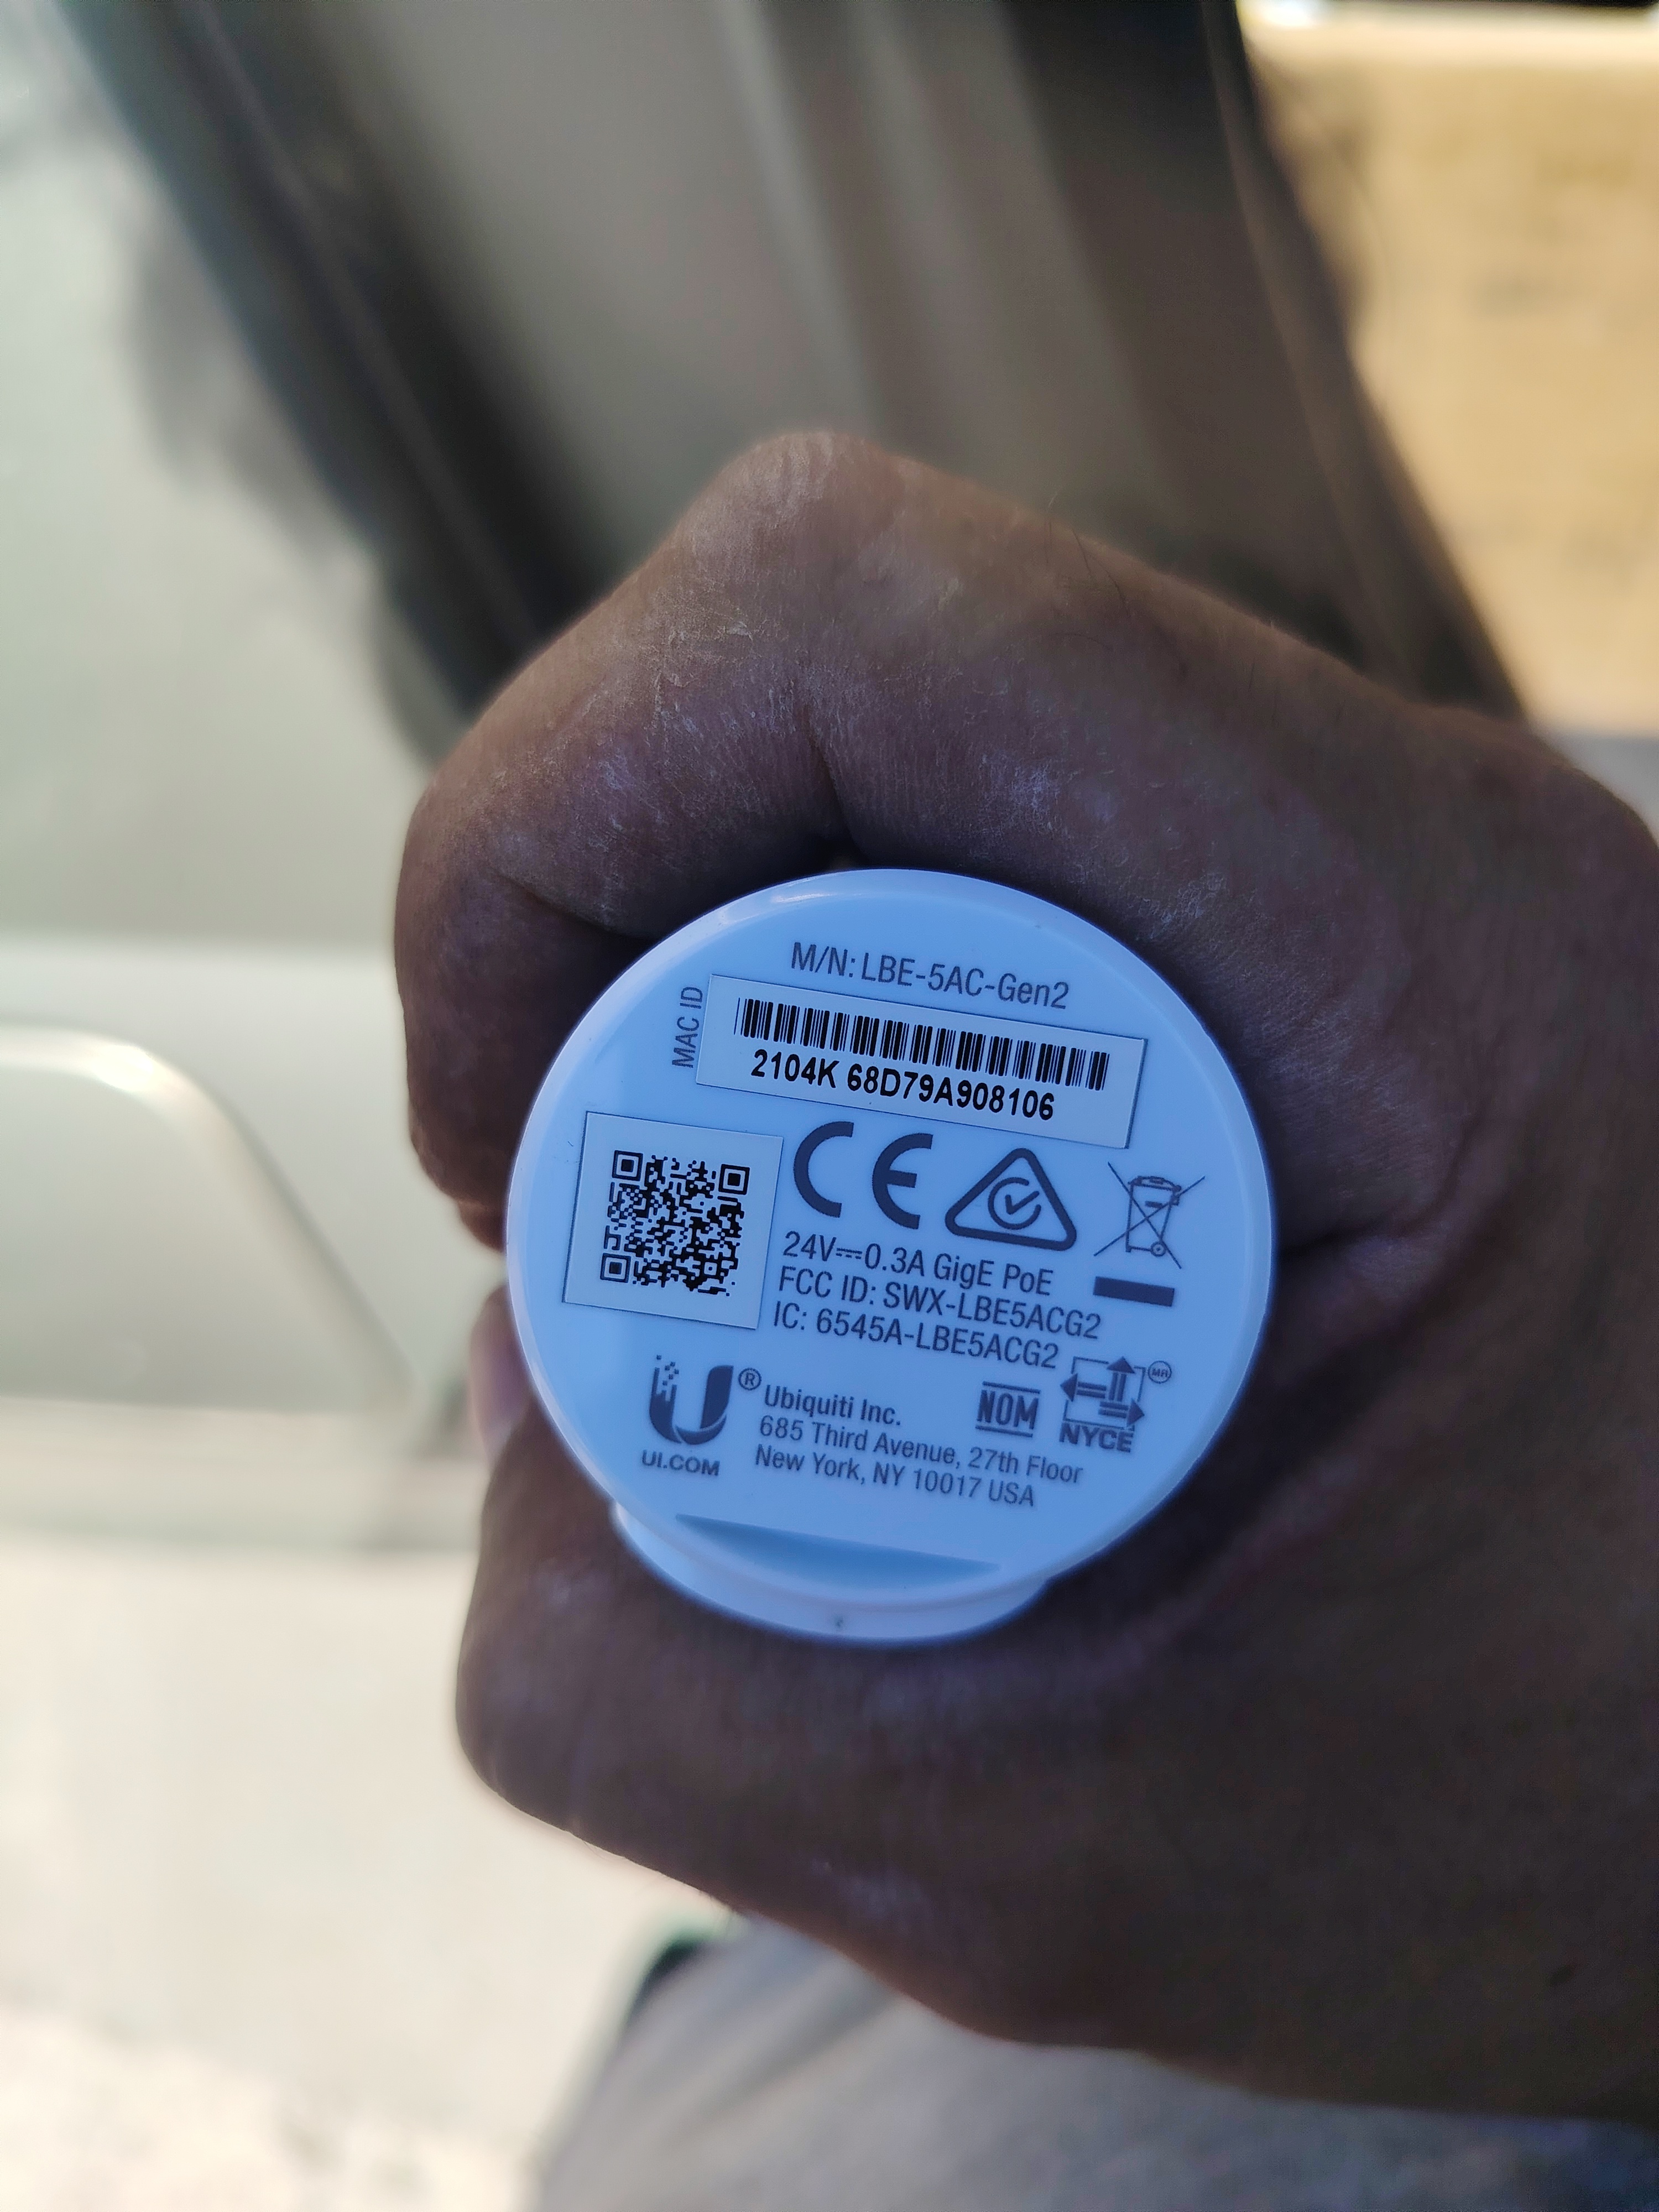 M/N: LBE-5AC-Gen2
MAC ID
2104K 68D79A908106
CE
24V⎓0.3A GigE PoE
FCC ID: SWX-LBE5ACG2
IC: 6545A-LBE5ACG2
U®
UI.COM
Ubiquiti Inc.
685 Third Avenue, 27th Floor
New York, NY 10017 USA
NOM
MR
NYCE